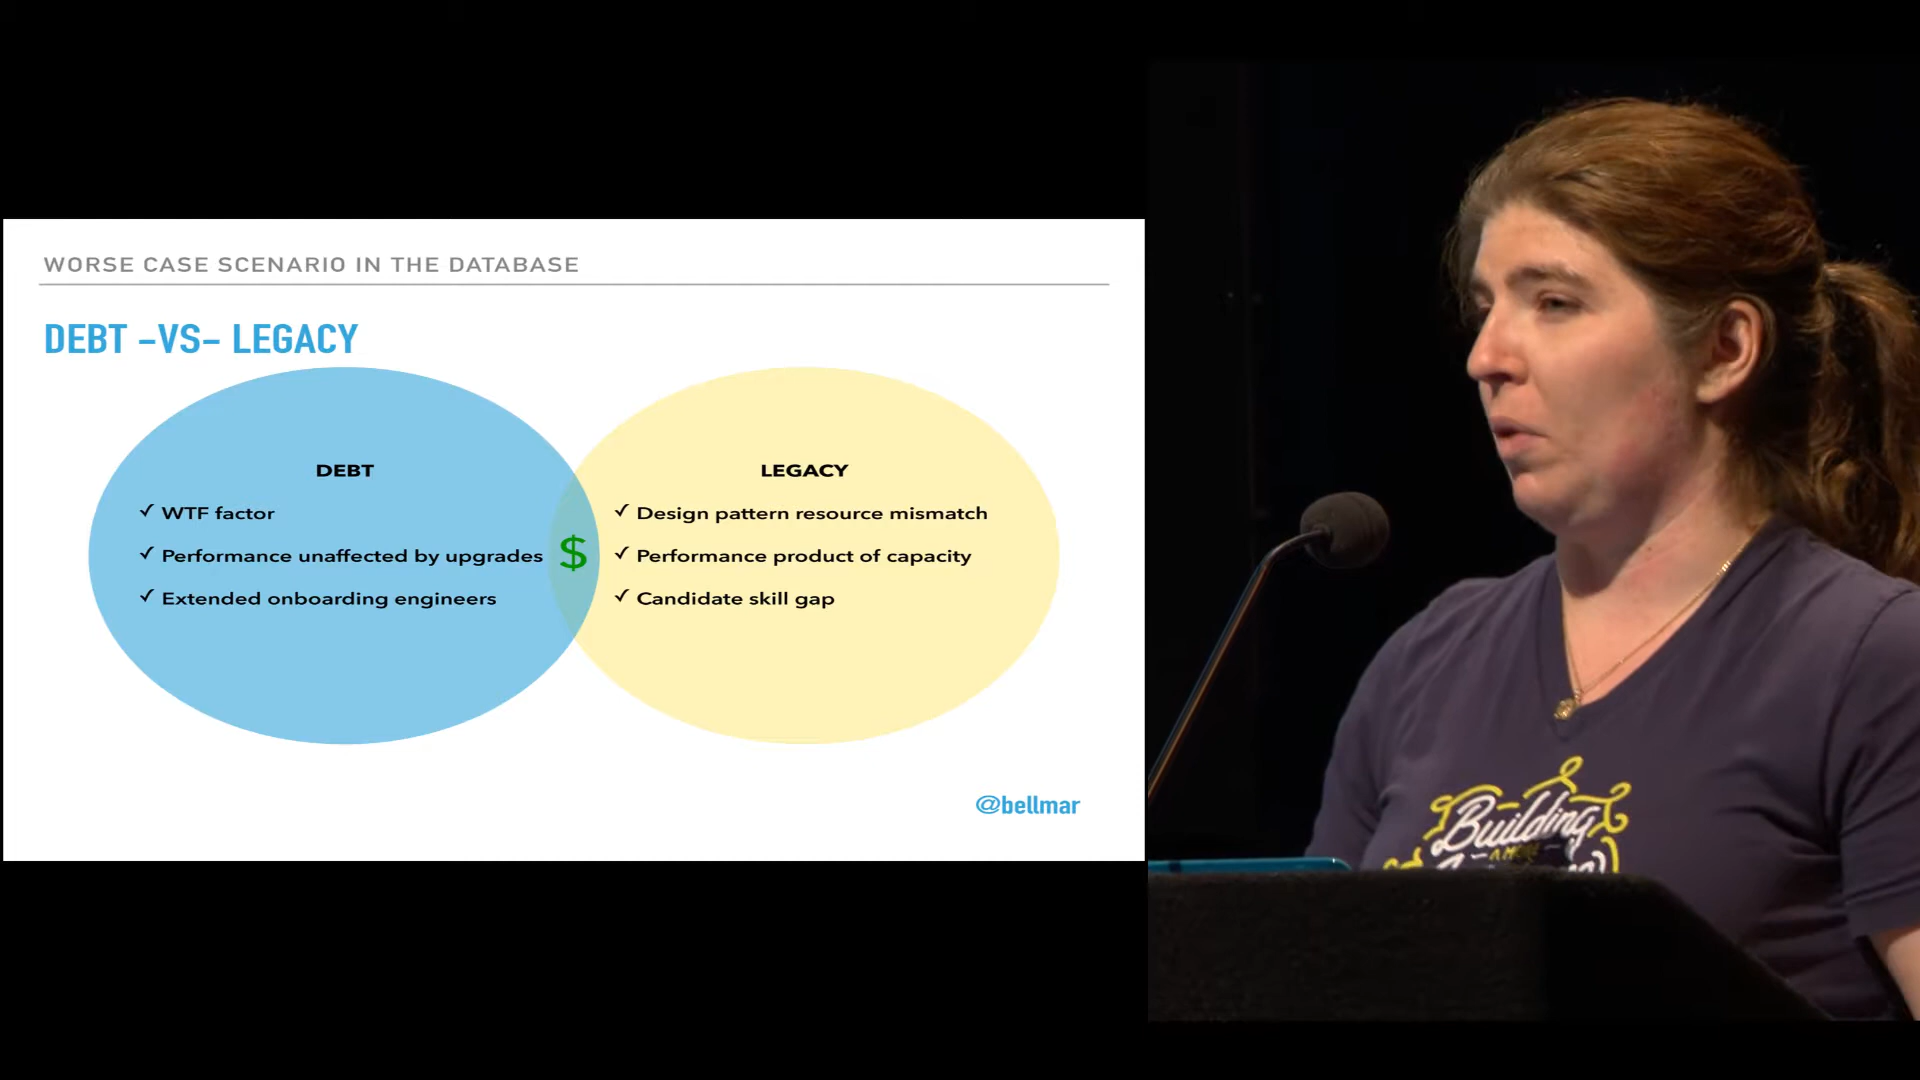 WORSE CASE SCENARIO IN THE DATABASE
DEBT –VS– LEGACY
DEBT
✓ WTF factor
✓ Performance unaffected by upgrades
✓ Extended onboarding engineers
$
LEGACY
✓ Design pattern resource mismatch
✓ Performance product of capacity
✓ Candidate skill gap
@bellmar
Building
A MORE